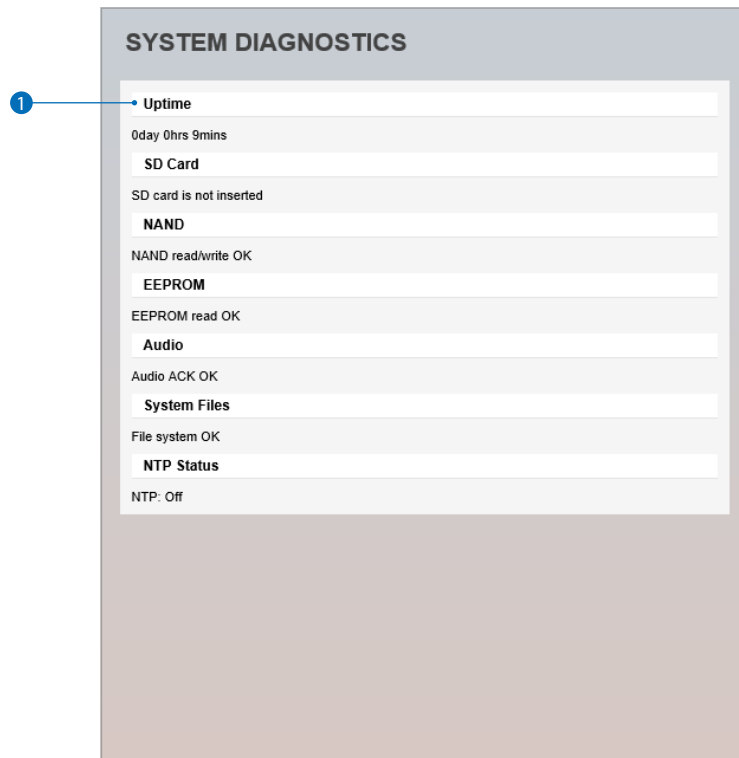 SYSTEM DIAGNOSTICS
1
Uptime
0day 0hrs 9mins
SD Card
SD card is not inserted
NAND
NAND read/write OK
EEPROM
EEPROM read OK
Audio
Audio ACK OK
System Files
File system OK
NTP Status
NTP: Off